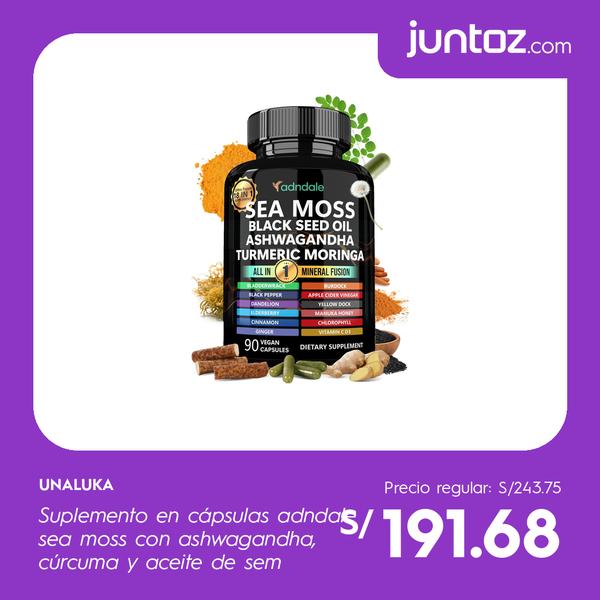 juntoz.com
adndale
SEA MOSS
BLACK SEED OIL
ASHWAGANDHA
TURMERIC MORINGA
ALL IN 1 MINERAL FUSION
BLADDERWRACK BURDOCK
BLACK PEPPER APPLE CIDER VINEGAR
DANDELION YELLOW DOCK
ELDERBERRY MANUKA HONEY
CINNAMON CHLOROPHYLL
GINGER VITAMIN C D3
90 VEGAN CAPSULES DIETARY SUPPLEMENT
UNALUKA
Precio regular: S/243.75
Suplemento en cápsulas adndale
S/191.68
sea moss con ashwagandha,
cúrcuma y aceite de sem